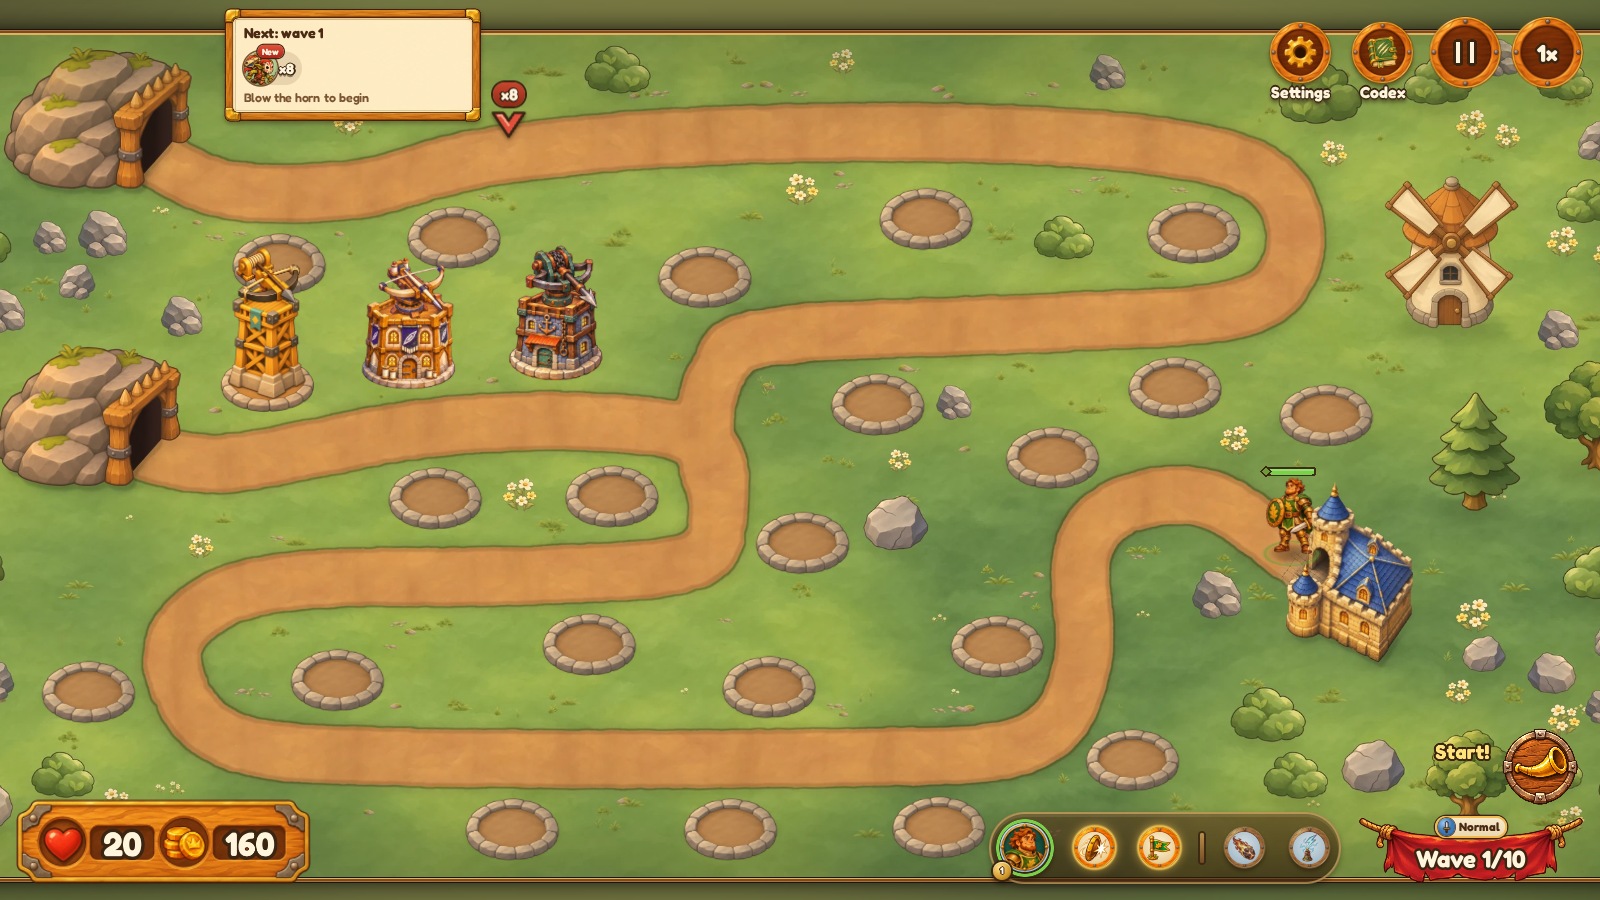 Next: wave 1
New
x8
Blow the horn to begin
x8
Settings
Codex
1x
Start!
20
160
1
Normal
Wave 1/10